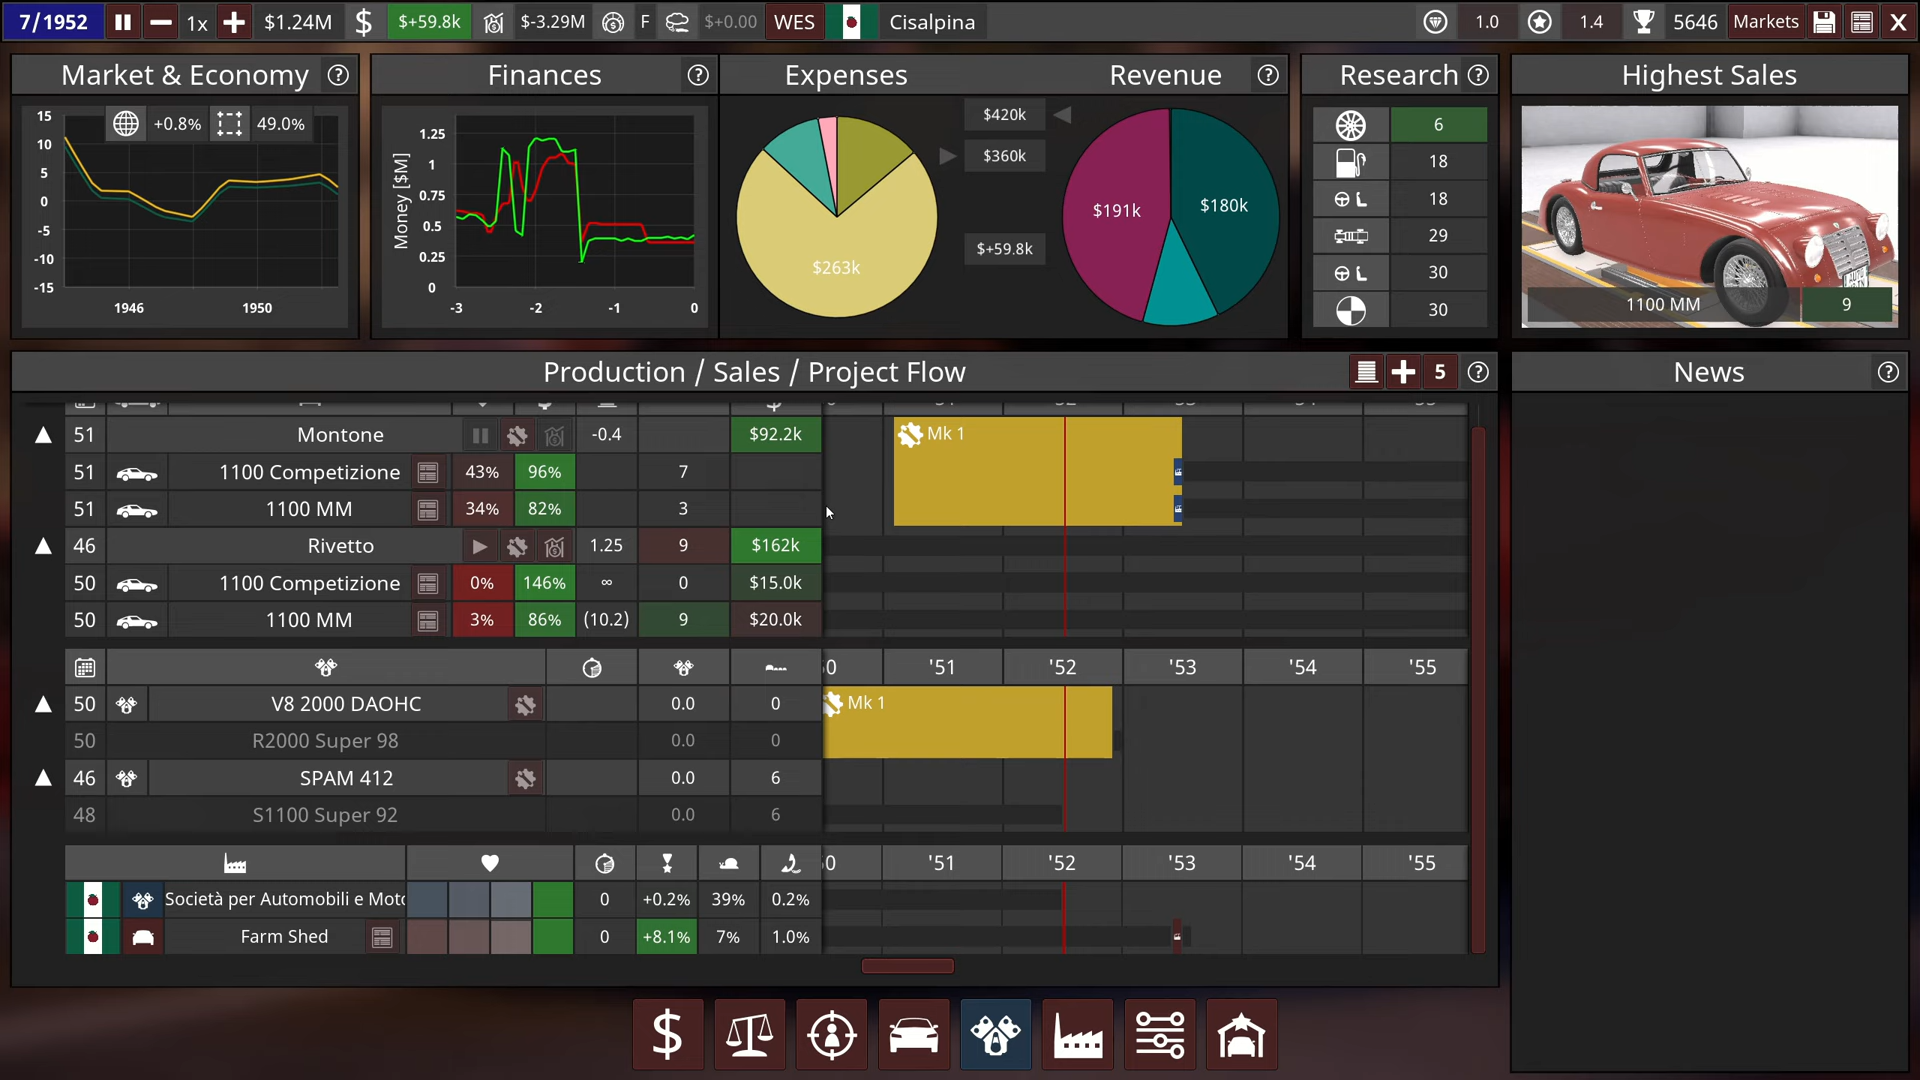 7/1952 1x $1.24M $ $+59.8k $-3.29M F $+0.00 WES Cisalpina 1.0 1.4 5646 Markets X
Market & Economy ?
+0.8% 49.0%
15
10
5
0
-5
-10
-15
1946 1950
Finances ?
Money [$M]
1.25
1
0.75
0.5
0.25
0
-3 -2 -1 0
Expenses Revenue ?
$420k
$360k
$+59.8k
$263k
$191k $180k
Research ?
6
18
18
29
30
30
Highest Sales
1100 MM 9
Production / Sales / Project Flow 5 ?
News ?
51 Montone -0.4 $92.2k Mk 1
51 1100 Competizione 43% 96% 7
51 1100 MM 34% 82% 3
46 Rivetto 1.25 9 $162k
50 1100 Competizione 0% 146% ∞ 0 $15.0k
50 1100 MM 3% 86% (10.2) 9 $20.0k
0 '51 '52 '53 '54 '55
50 V8 2000 DAOHC 0.0 0 Mk 1
50 R2000 Super 98 0.0 0
46 SPAM 412 0.0 6
48 S1100 Super 92 0.0 6
0 '51 '52 '53 '54 '55
Società per Automobili e Moto 0 +0.2% 39% 0.2%
Farm Shed 0 +8.1% 7% 1.0%
$